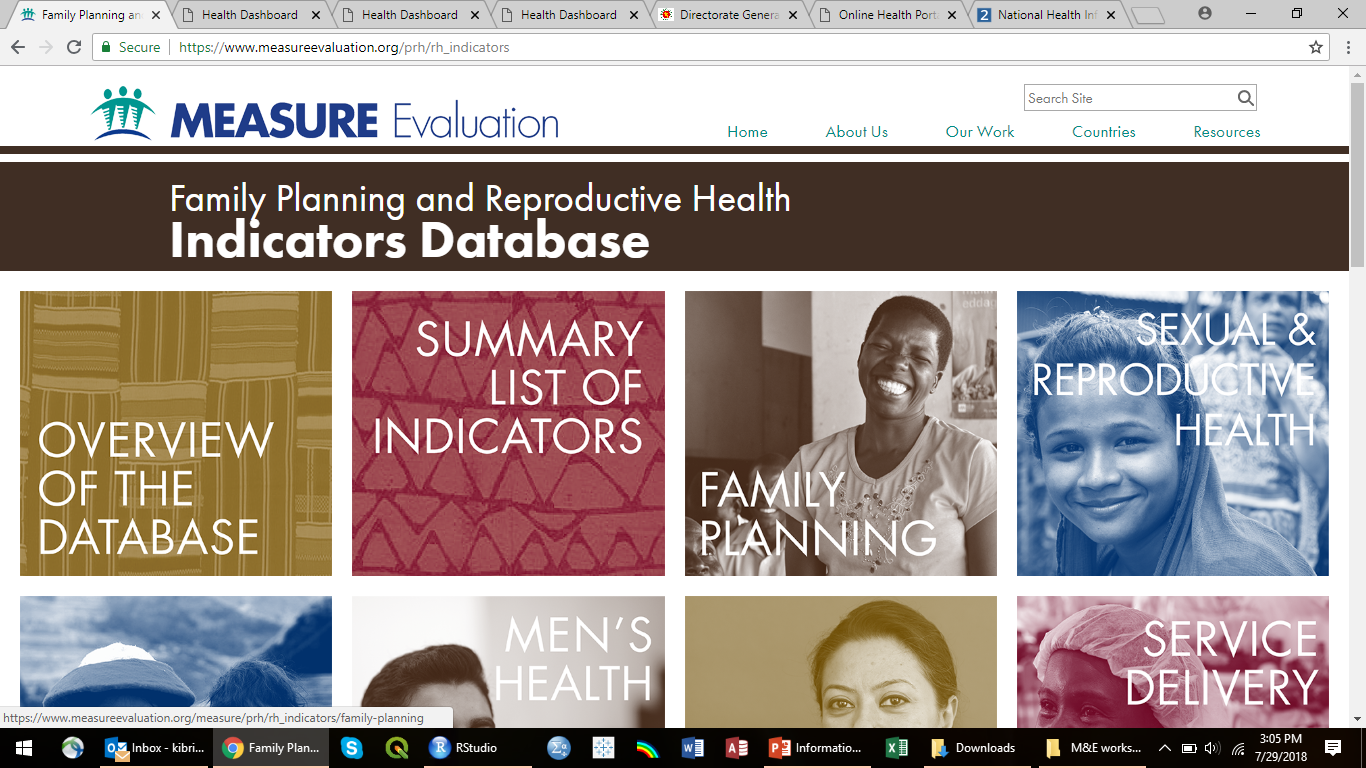 Family Planning an
Health Dashboard
Health Dashboard
Health Dashboard
Directorate Genera
Online Health Port
National Health Inf
Secure
https://www.measureevaluation.org/prh/rh_indicators
MEASURE Evaluation
Search Site
Home
About Us
Our Work
Countries
Resources
Family Planning and Reproductive Health
Indicators Database
OVERVIEW
OF THE
DATABASE
SUMMARY
LIST OF
INDICATORS
FAMILY
PLANNING
SEXUAL &
REPRODUCTIVE
HEALTH
MEN'S
HEALTH
SERVICE
DELIVERY
https://www.measureevaluation.org/measure/prh/rh_indicators/family-planning
Inbox - kibri...
Family Plan...
RStudio
Informatio...
Downloads
M&E works...
3:05 PM
7/29/2018